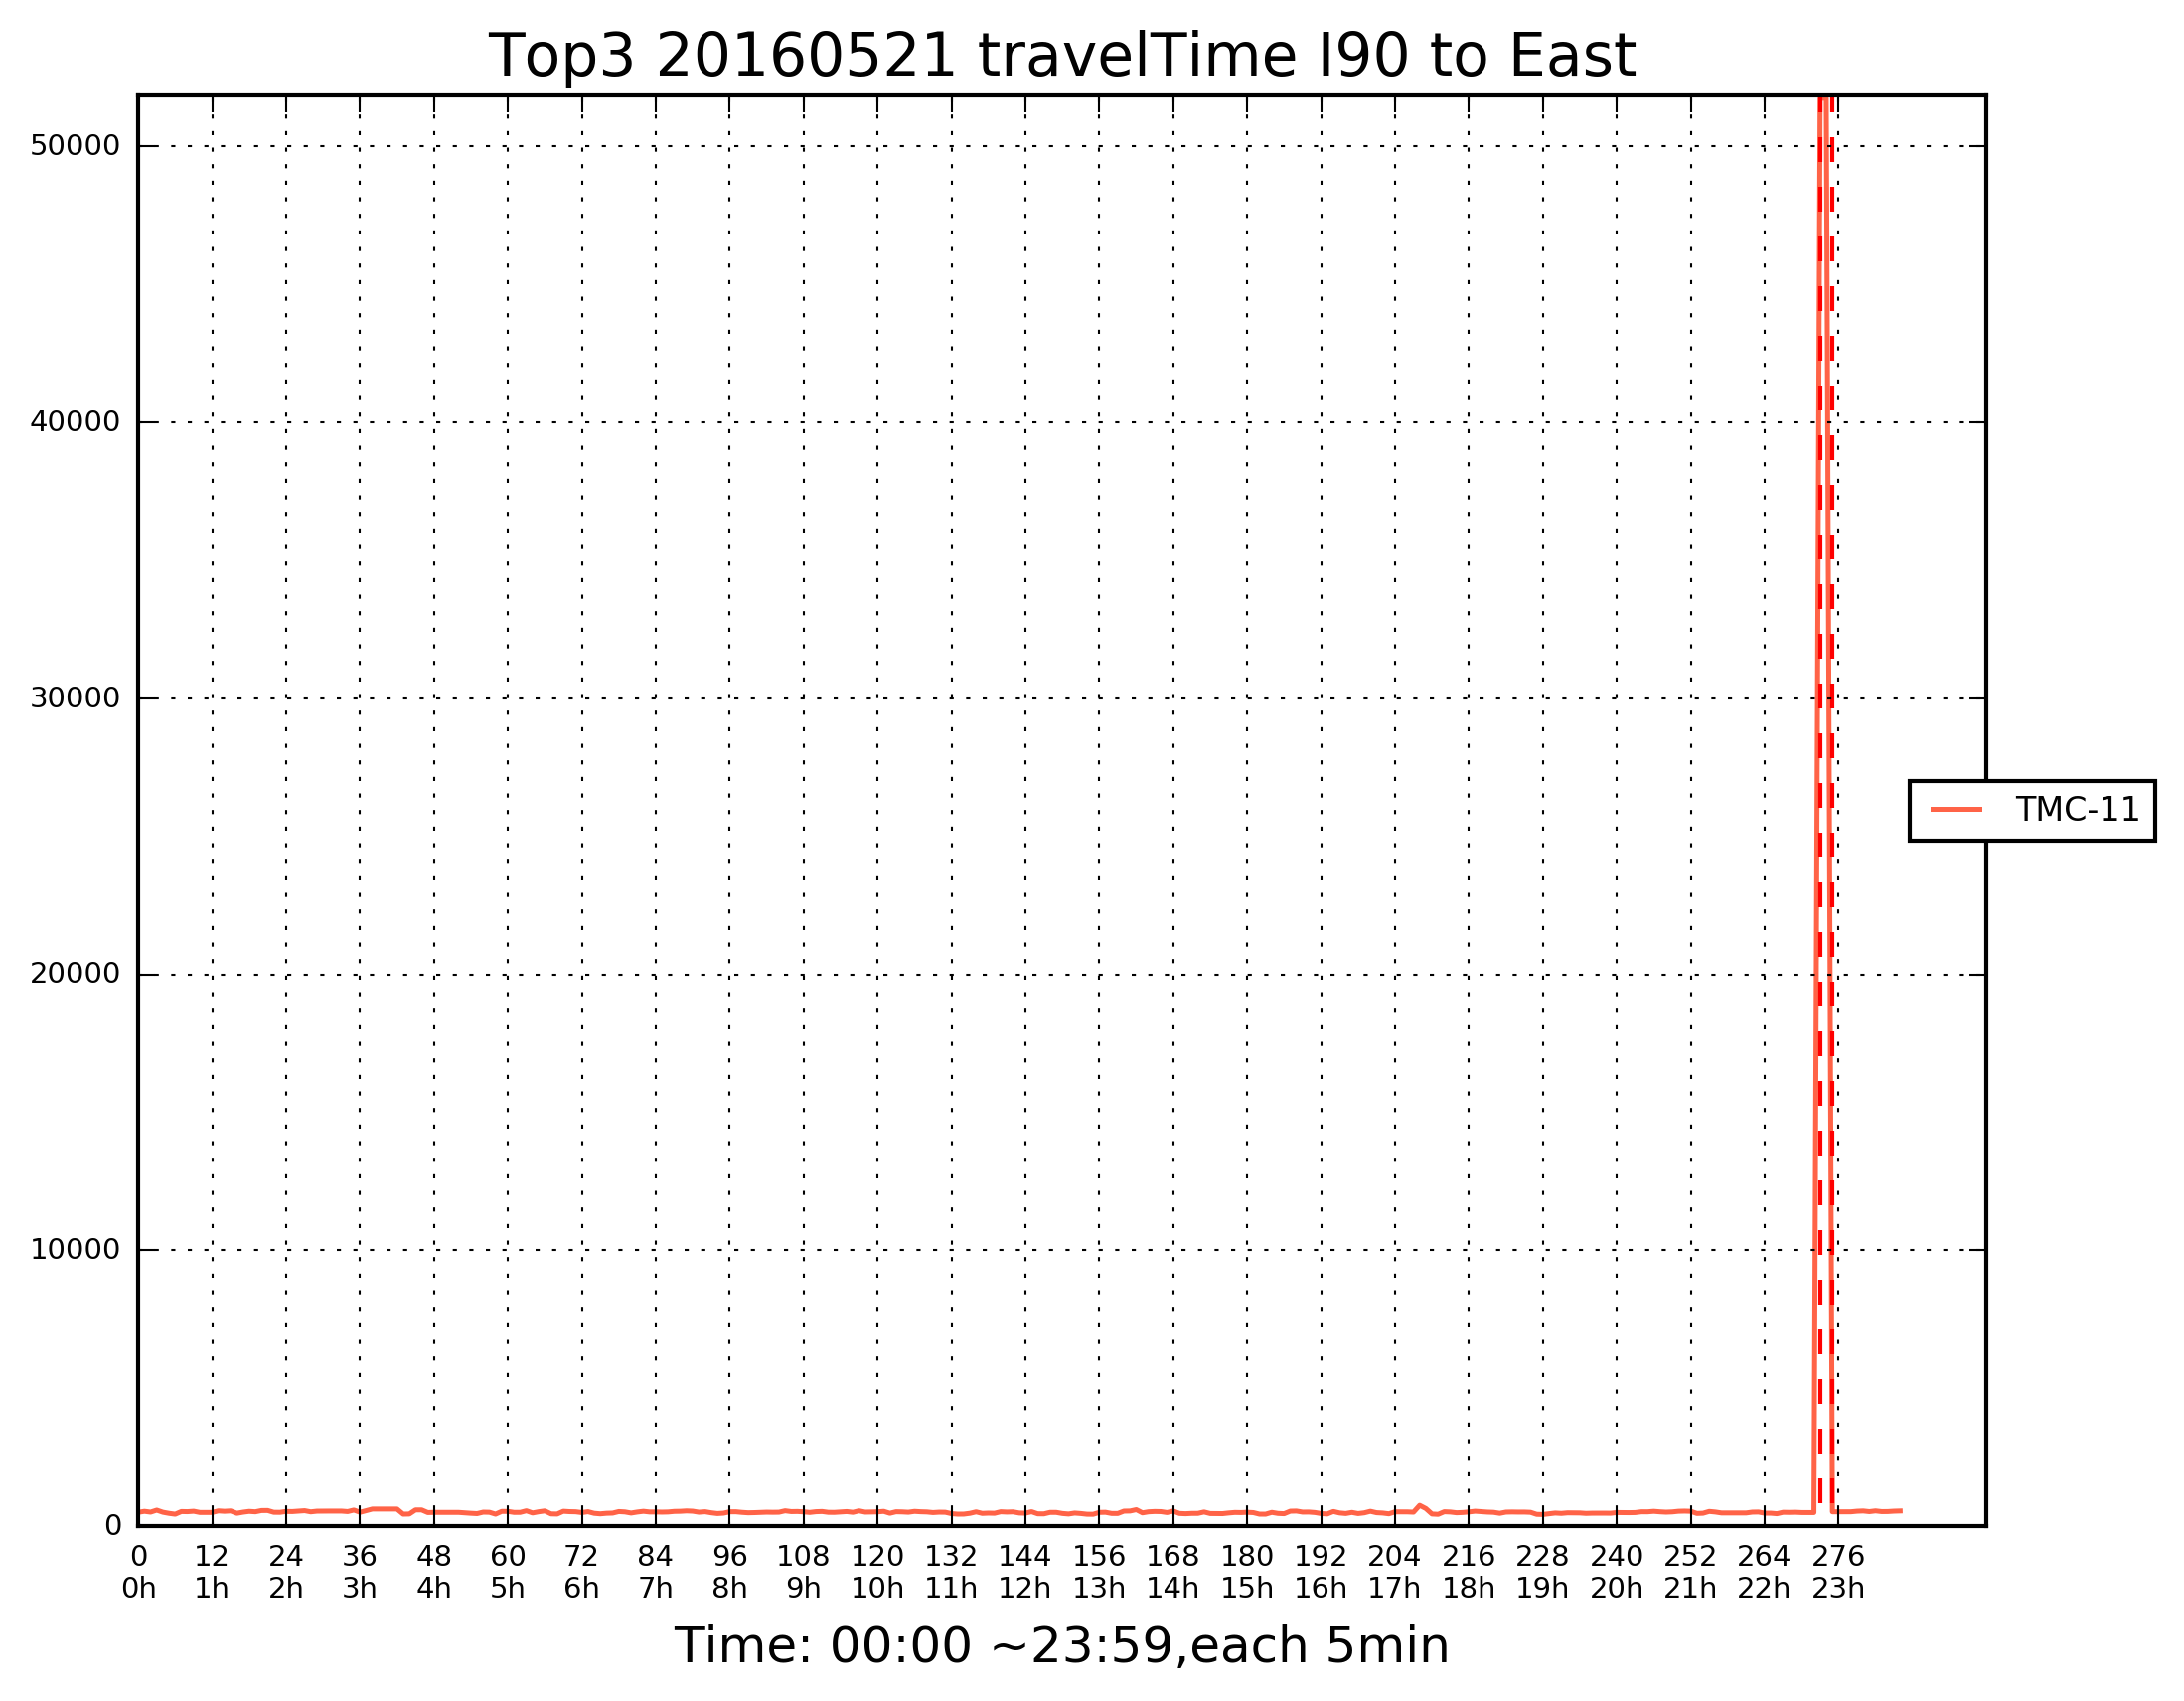 Top3 20160521 travelTime I90 to East
50000
40000
30000
20000
10000
0
TMC-11
0 12 24 36 48 60 72 84 96 108 120 132 144 156 168 180 192 204 216 228 240 252 264 276
0h 1h 2h 3h 4h 5h 6h 7h 8h 9h 10h 11h 12h 13h 14h 15h 16h 17h 18h 19h 20h 21h 22h 23h
Time: 00:00 ~23:59,each 5min